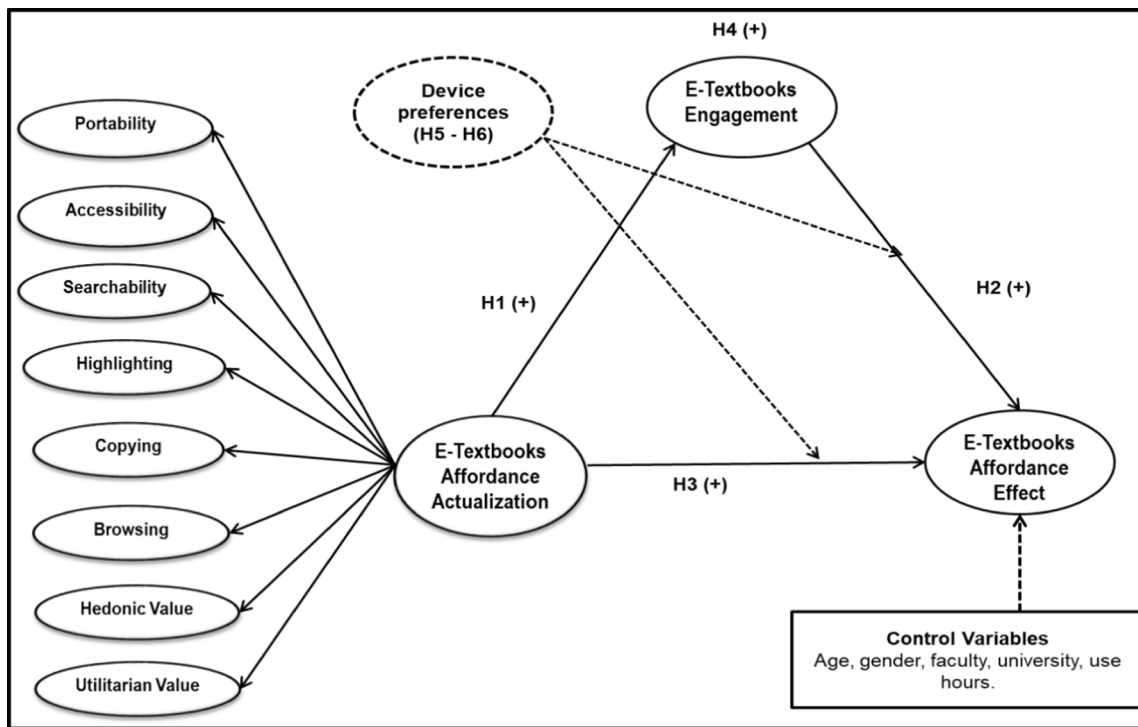 H4 (+)
Device
preferences
(H5 - H6)
E-Textbooks
Engagement
Portability
Accessibility
Searchability
Highlighting
Copying
Browsing
Hedonic Value
Utilitarian Value
H1 (+)
H2 (+)
E-Textbooks
Affordance
Actualization
H3 (+)
E-Textbooks
Affordance
Effect
Control Variables
Age, gender, faculty, university, use
hours.